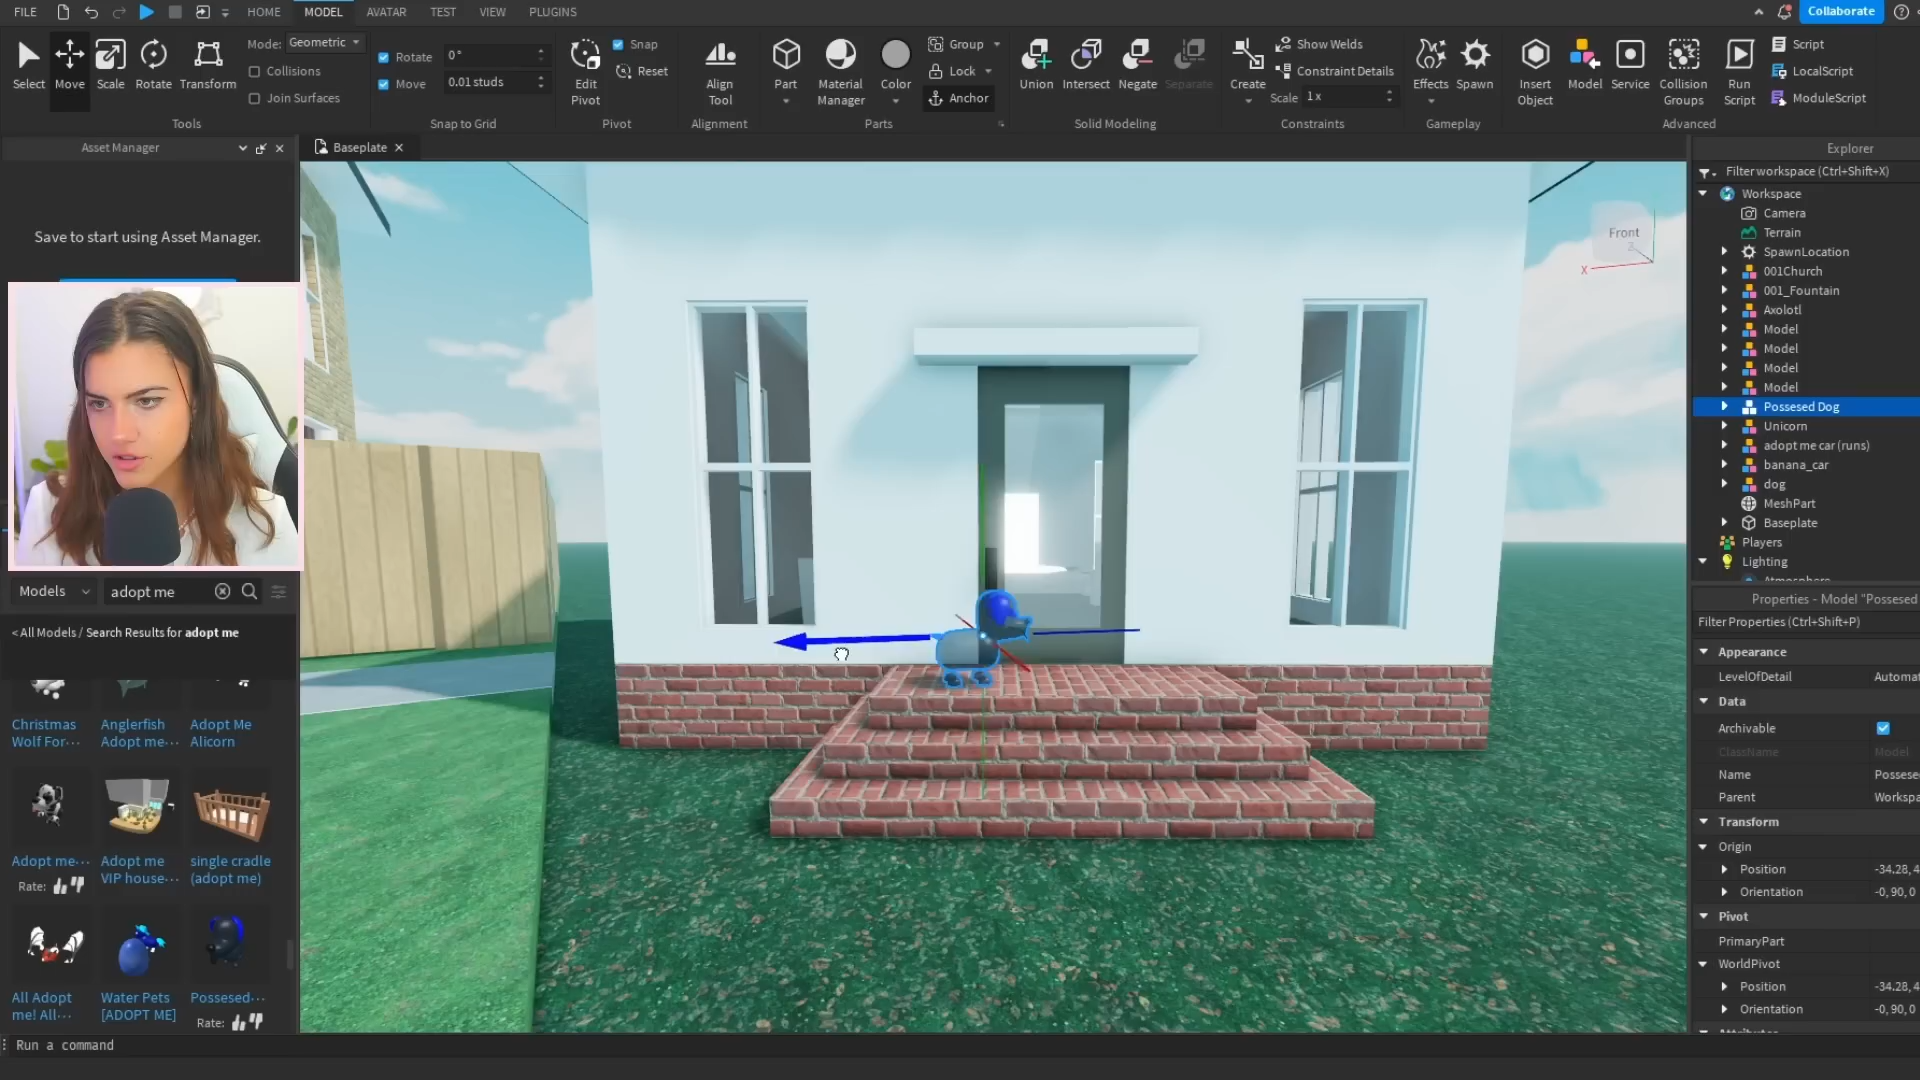 FILE HOME MODEL AVATAR TEST VIEW PLUGINS Collaborate
Select Move Scale Rotate Transform
Mode: Geometric
Collisions
Join Surfaces
Tools
Rotate 0°
Move 0.01 studs
Snap to Grid
Edit Pivot
Snap
Reset
Pivot
Align Tool
Alignment
Part
Material Manager
Color
Group
Lock
Anchor
Parts
Union Intersect Negate Separate
Solid Modeling
Create
Show Welds
Constraint Details
Scale 1 x
Constraints
Effects Spawn
Gameplay
Insert Object
Model
Service
Collision Groups
Run Script
Script
LocalScript
ModuleScript
Advanced
Asset Manager
Save to start using Asset Manager.
Models adopt me
< All Models / Search Results for adopt me
Christmas Wolf For···
Anglerfish Adopt me···
Adopt Me Alicorn
Adopt me···
Rate:
Adopt me VIP house···
single cradle (adopt me)
All Adopt me! All···
Water Pets [ADOPT ME]
Possesed···
Rate:
Run a command
Baseplate
Front
Z
X
Explorer
Filter workspace (Ctrl+Shift+X)
Workspace
Camera
Terrain
SpawnLocation
001Church
001_Fountain
Axolotl
Model
Model
Model
Model
Possesed Dog
Unicorn
adopt me car (runs)
banana_car
dog
MeshPart
Baseplate
Players
Lighting
Atmosphere
Properties - Model "Possesed
Filter Properties (Ctrl+Shift+P)
Appearance
LevelOfDetail Automat
Data
Archivable
ClassName Model
Name Possesed
Parent Workspa
Transform
Origin
Position -34.28, 4
Orientation -0, 90, 0
Pivot
PrimaryPart
WorldPivot
Position -34.28, 4
Orientation -0, 90, 0
Attributes